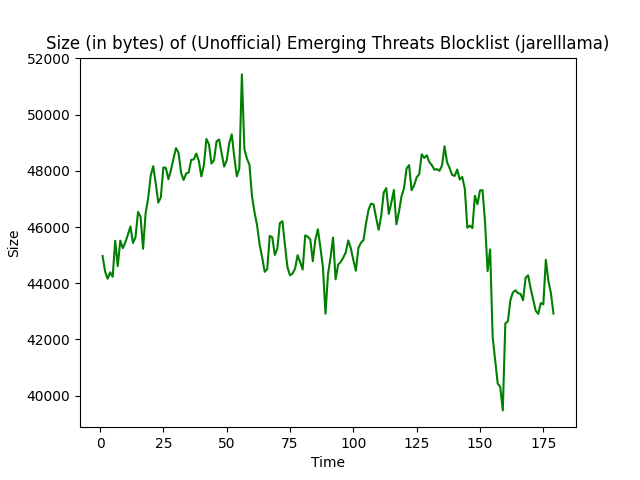 Size (in bytes) of (Unofficial) Emerging Threats Blocklist (jarelllama)
52000
50000
48000
46000
44000
42000
40000
Size
0 25 50 75 100 125 150 175
Time